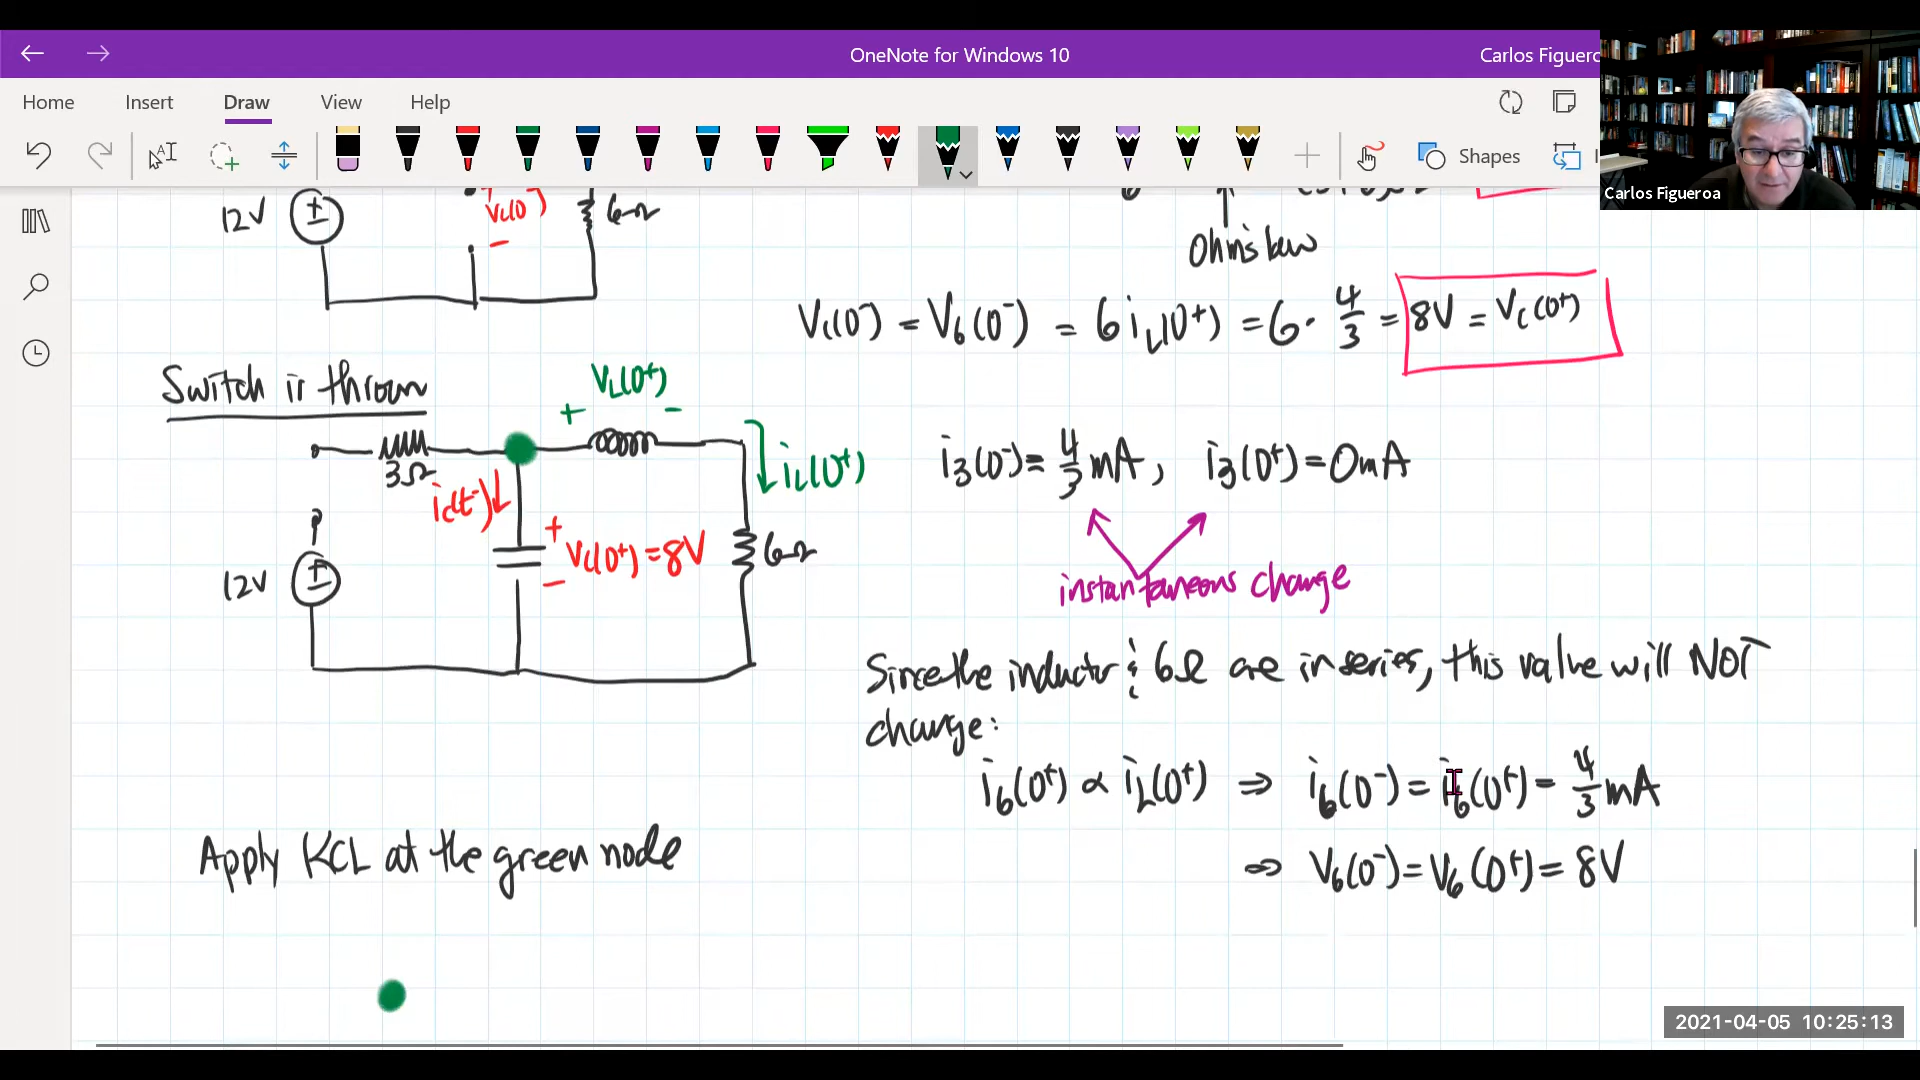 OneNote for Windows 10
Carlos Figuero
Home Insert Draw View Help
Shapes
Carlos Figueroa
12V
+
Vc(0⁻)
−
6Ω
Ohm's law
Vc(0⁻) = V6(0⁻) = 6 iL(0⁺) = 6· 4/3 = 8V = Vc(0⁺)
Switch is thrown
+ VL(0⁺) −
3Ω
iL(0⁺)
ic(t)
+
Vc(0⁺) = 8V
−
6Ω
12V
i3(0⁻) = 4/3 mA, i3(0⁺) = 0mA
instantaneous change
Since the inductor & 6Ω are in series, this value will NOT
change:
i6(0⁺) ∝ iL(0⁺) ⇒ i6(0⁻) = i6(0⁺) = 4/3 mA
⇒ V6(0⁻) = V6(0⁺) = 8V
Apply KCL at the green node
2021-04-05 10:25:13